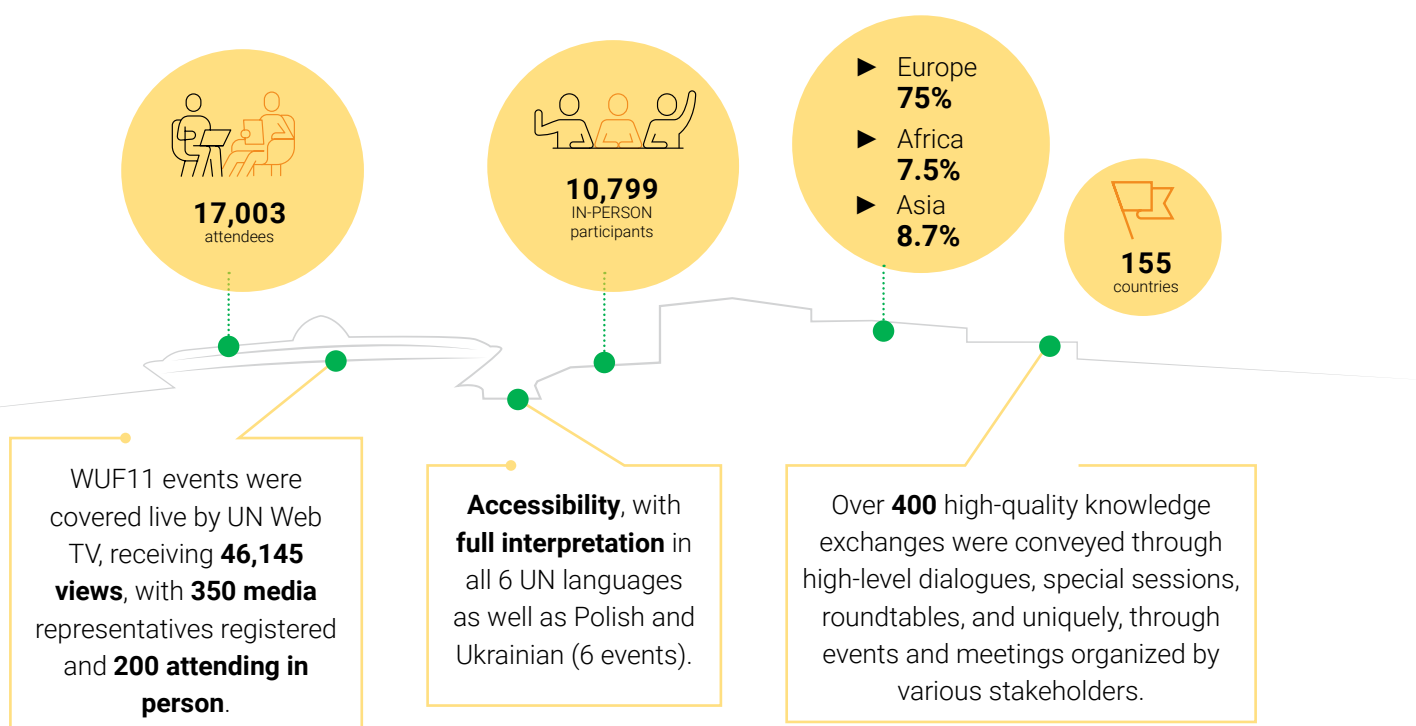 17,003
attendees
10,799
IN-PERSON
participants
► Europe
75%
► Africa
7.5%
► Asia
8.7%
155
countries
WUF11 events were
covered live by UN Web
TV, receiving 46,145
views, with 350 media
representatives registered
and 200 attending in
person.
Accessibility, with
full interpretation in
all 6 UN languages
as well as Polish and
Ukrainian (6 events).
Over 400 high-quality knowledge
exchanges were conveyed through
high-level dialogues, special sessions,
roundtables, and uniquely, through
events and meetings organized by
various stakeholders.